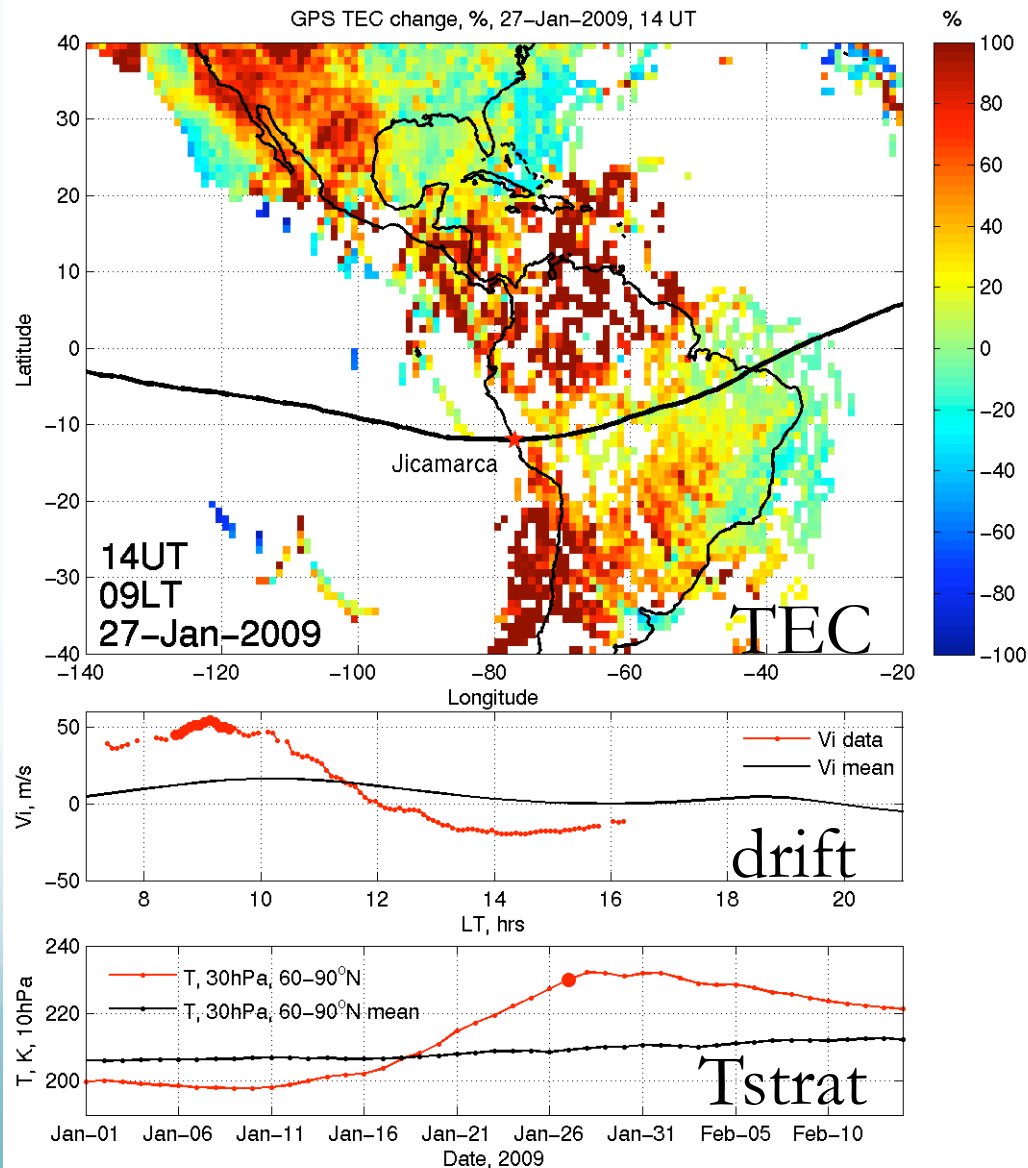 GPS TEC change, %, 27−Jan−2009, 14 UT
%
40
30
20
10
0
−10
−20
−30
−40
Latitude
Jicamarca
14UT
09LT
27−Jan−2009
TEC
−140 −120 −100 −80 −60 −40 −20
Longitude
100
80
60
40
20
0
−20
−40
−60
−80
−100
50
0
−50
Vi, m/s
Vi data
Vi mean
drift
8 10 12 14 16 18 20
LT, hrs
240
220
200
T, K, 10hPa
T, 30hPa, 60−90°N
T, 30hPa, 60−90°N mean
Tstrat
Jan−01 Jan−06 Jan−11 Jan−16 Jan−21 Jan−26 Jan−31 Feb−05 Feb−10
Date, 2009